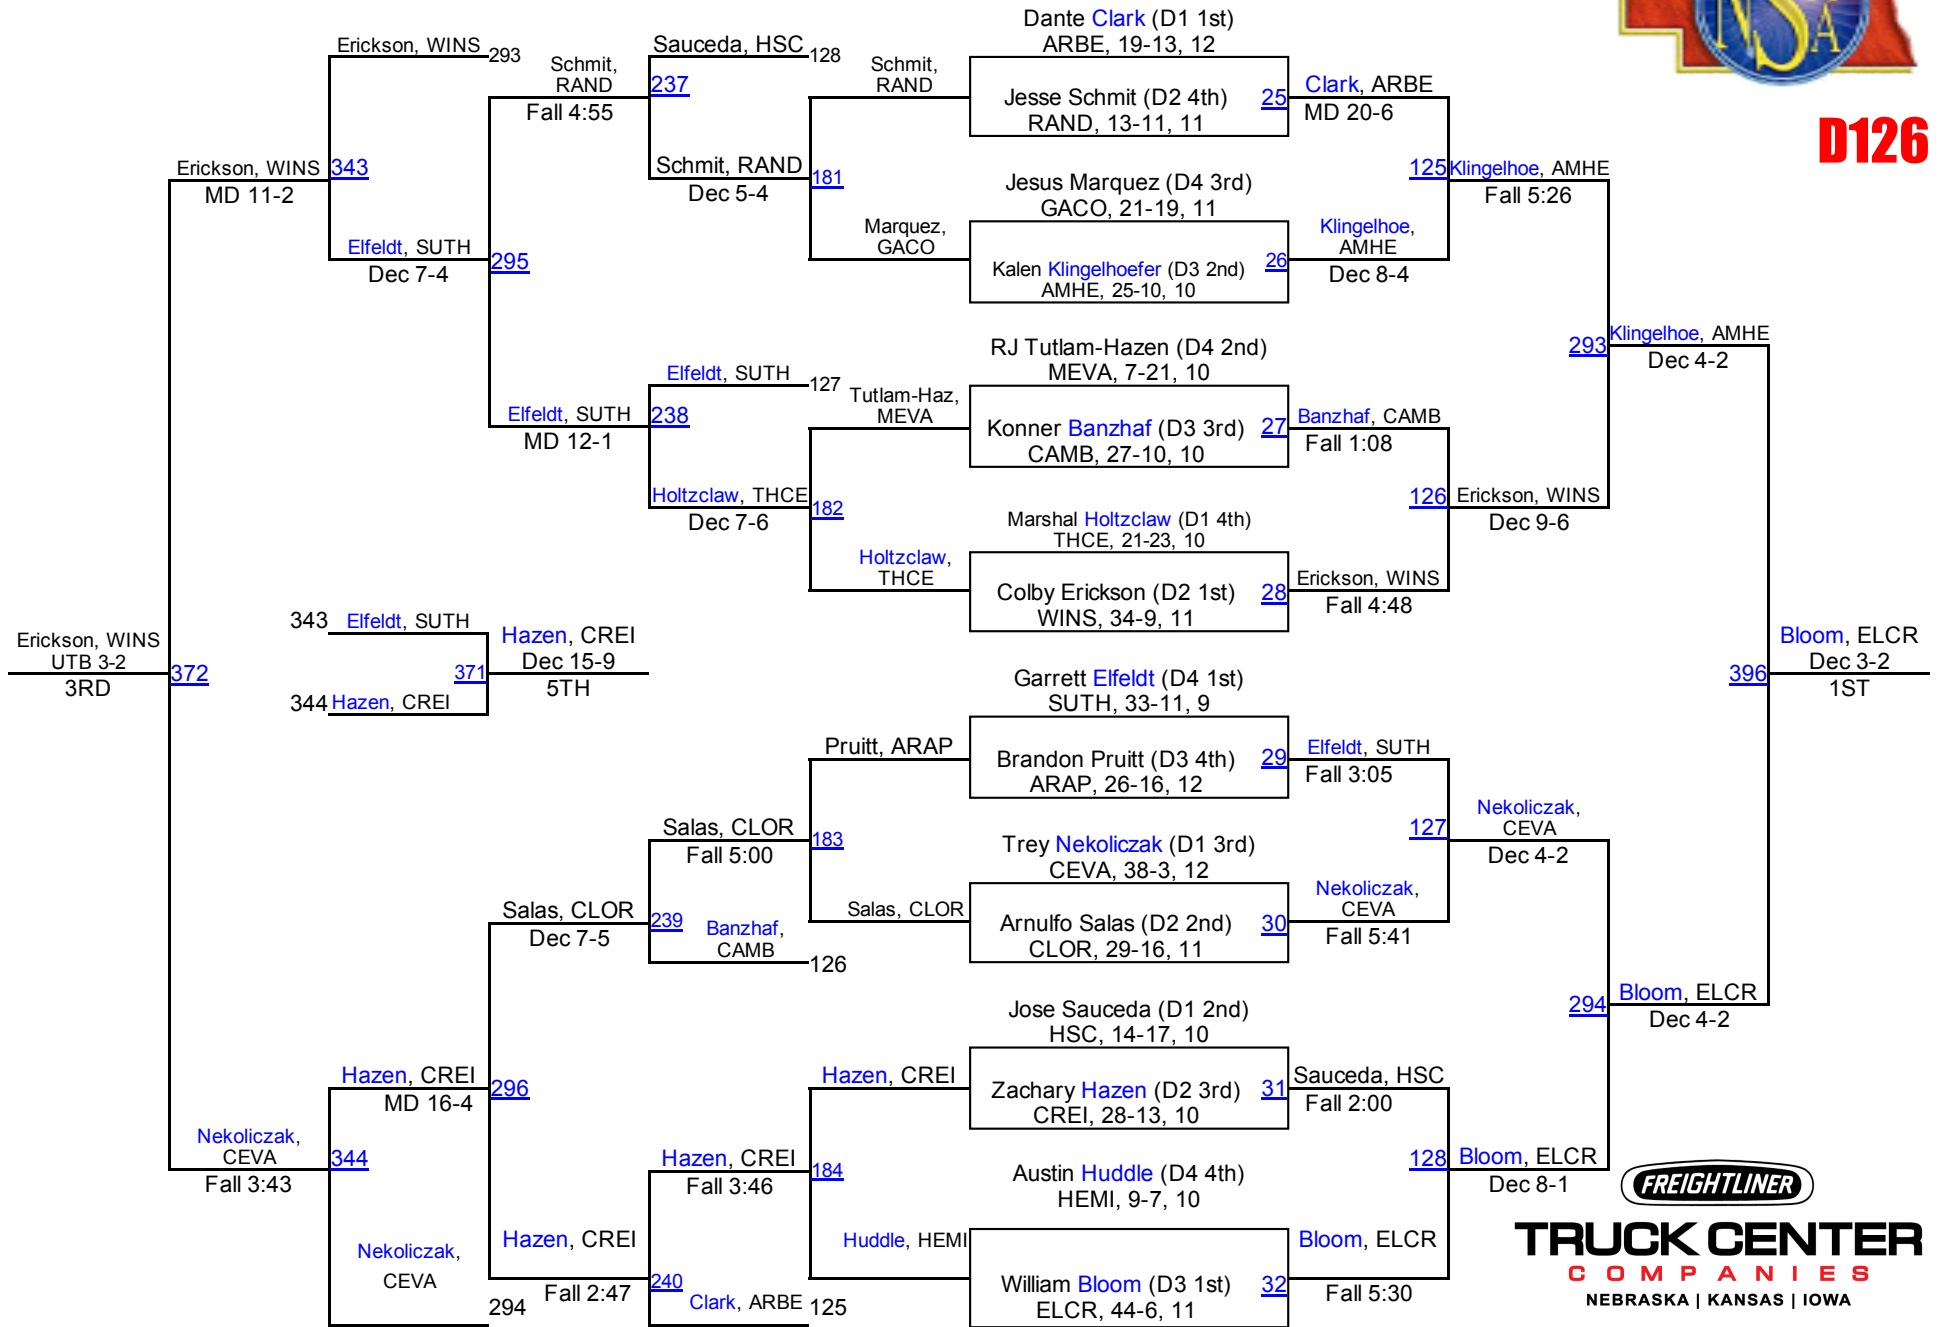 NSA
D126
Dante Clark (D1 1st)
ARBE, 19-13, 12
Jesse Schmit (D2 4th)
RAND, 13-11, 11
25
Jesus Marquez (D4 3rd)
GACO, 21-19, 11
Kalen Klingelhoefer (D3 2nd)
AMHE, 25-10, 10
26
RJ Tutlam-Hazen (D4 2nd)
MEVA, 7-21, 10
Konner Banzhaf (D3 3rd)
CAMB, 27-10, 10
27
Marshal Holtzclaw (D1 4th)
THCE, 21-23, 10
Colby Erickson (D2 1st)
WINS, 34-9, 11
28
Garrett Elfeldt (D4 1st)
SUTH, 33-11, 9
Brandon Pruitt (D3 4th)
ARAP, 26-16, 12
29
Trey Nekoliczak (D1 3rd)
CEVA, 38-3, 12
Arnulfo Salas (D2 2nd)
CLOR, 29-16, 11
30
Jose Sauceda (D1 2nd)
HSC, 14-17, 10
Zachary Hazen (D2 3rd)
CREI, 28-13, 10
31
Austin Huddle (D4 4th)
HEMI, 9-7, 10
William Bloom (D3 1st)
ELCR, 44-6, 11
32
Clark, ARBE
MD 20-6
125
Klingelhoe,
AMHE
Dec 8-4
Banzhaf, CAMB
Fall 1:08
126
Erickson, WINS
Fall 4:48
Elfeldt, SUTH
Fall 3:05
127
Nekoliczak,
CEVA
Fall 5:41
Sauceda, HSC
Fall 2:00
128
Bloom, ELCR
Fall 5:30
Klingelhoe, AMHE
Fall 5:26
293
Erickson, WINS
Dec 9-6
Nekoliczak,
CEVA
Dec 4-2
294
Bloom, ELCR
Dec 8-1
Klingelhoe, AMHE
Dec 4-2
396
Bloom, ELCR
Dec 4-2
Bloom, ELCR
Dec 3-2
1ST
Schmit,
RAND
181
Marquez,
GACO
Tutlam-Haz,
MEVA
182
Holtzclaw,
THCE
Pruitt, ARAP
183
Salas, CLOR
Hazen, CREI
184
Huddle, HEMI
Sauceda, HSC
128
237
Schmit, RAND
Dec 5-4
Elfeldt, SUTH
127
238
Holtzclaw, THCE
Dec 7-6
Salas, CLOR
Fall 5:00
239
Banzhaf,
CAMB
126
Hazen, CREI
Fall 3:46
240
Clark, ARBE
125
Schmit,
RAND
Fall 4:55
295
Elfeldt, SUTH
MD 12-1
Salas, CLOR
Dec 7-5
296
Hazen, CREI
Fall 2:47
Erickson, WINS
293
343
Elfeldt, SUTH
Dec 7-4
Hazen, CREI
MD 16-4
344
Nekoliczak,
CEVA
294
Erickson, WINS
MD 11-2
372
Nekoliczak,
CEVA
Fall 3:43
Erickson, WINS
UTB 3-2
3RD
343
Elfeldt, SUTH
371
344
Hazen, CREI
Hazen, CREI
Dec 15-9
5TH
FREIGHTLINER
TRUCK CENTER
COMPANIES
NEBRASKA | KANSAS | IOWA